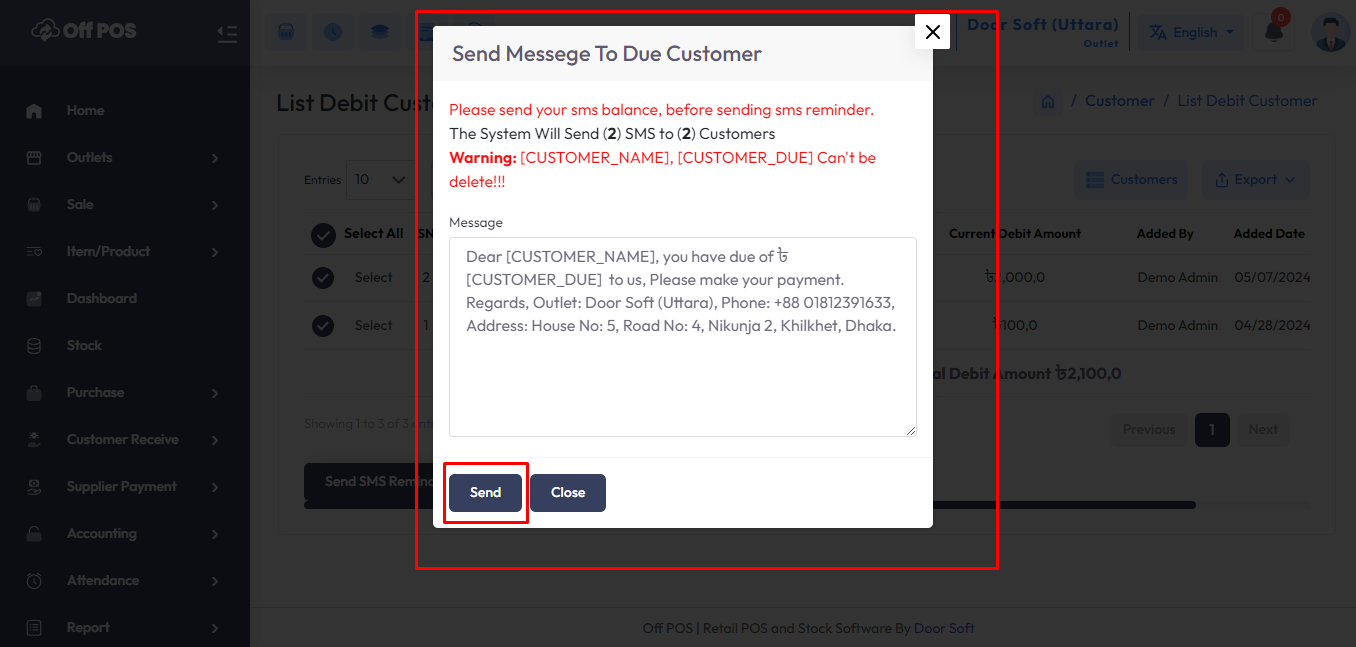 Off POS
Door Soft (Uttara)
Outlet
English
0
Send Messege To Due Customer
List Debit Cust
/ Customer / List Debit Customer
Home
Outlets
Sale
Item/Product
Dashboard
Stock
Purchase
Customer Receive
Supplier Payment
Accounting
Attendance
Report
Please send your sms balance, before sending sms reminder.
The System Will Send (2) SMS to (2) Customers
Warning: [CUSTOMER_NAME], [CUSTOMER_DUE] Can't be
delete!!!
Message
Dear [CUSTOMER_NAME], you have due of ৳
[CUSTOMER_DUE] to us, Please make your payment.
Regards, Outlet: Door Soft (Uttara), Phone: +88 01812391633,
Address: House No: 5, Road No: 4, Nikunja 2, Khilkhet, Dhaka.
Send
Close
Entries 10
Customers
Export
Select All SN Current Debit Amount Added By Added Date
Select 2 ৳2,000,0 Demo Admin 05/07/2024
Select 1 ৳100,0 Demo Admin 04/28/2024
al Debit Amount ৳2,100,0
Showing 1 to 3 of 3 ent
Previous 1 Next
Send SMS Remind
Off POS | Retail POS and Stock Software By Door Soft